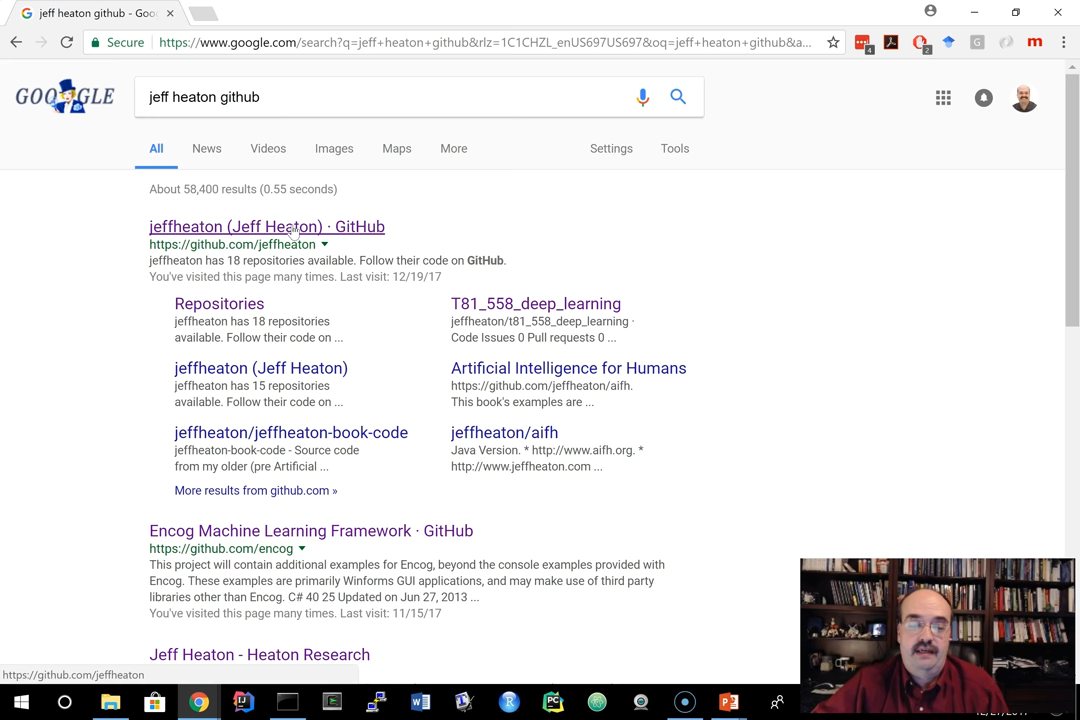 jeff heaton github - Goo
Secure
https://www.google.com/search?q=jeff+heaton+github&rlz=1C1CHZL_enUS697US697&oq=jeff+heaton+github&a...
4
2
G
m
GOOGLE
jeff heaton github
All
News
Videos
Images
Maps
More
Settings
Tools
About 58,400 results (0.55 seconds)
jeffheaton (Jeff Heaton) · GitHub
https://github.com/jeffheaton
jeffheaton has 18 repositories available. Follow their code on GitHub.
You've visited this page many times. Last visit: 12/19/17
Repositories
jeffheaton has 18 repositories
available. Follow their code on ...
T81_558_deep_learning
jeffheaton/t81_558_deep_learning ·
Code Issues 0 Pull requests 0 ...
jeffheaton (Jeff Heaton)
jeffheaton has 15 repositories
available. Follow their code on ...
Artificial Intelligence for Humans
https://github.com/jeffheaton/aifh.
This book's examples are ...
jeffheaton/jeffheaton-book-code
jeffheaton-book-code - Source code
from my older (pre Artificial ...
jeffheaton/aifh
Java Version. * http://www.aifh.org. *
http://www.jeffheaton.com ...
More results from github.com »
Encog Machine Learning Framework · GitHub
https://github.com/encog
This project will contain additional examples for Encog, beyond the console examples provided with
Encog. These examples are primarily Winforms GUI applications, and may make use of third party
libraries other than Encog. C# 40 25 Updated on Jun 27, 2013 ...
You've visited this page many times. Last visit: 11/15/17
Jeff Heaton - Heaton Research
https://github.com/jeffheaton